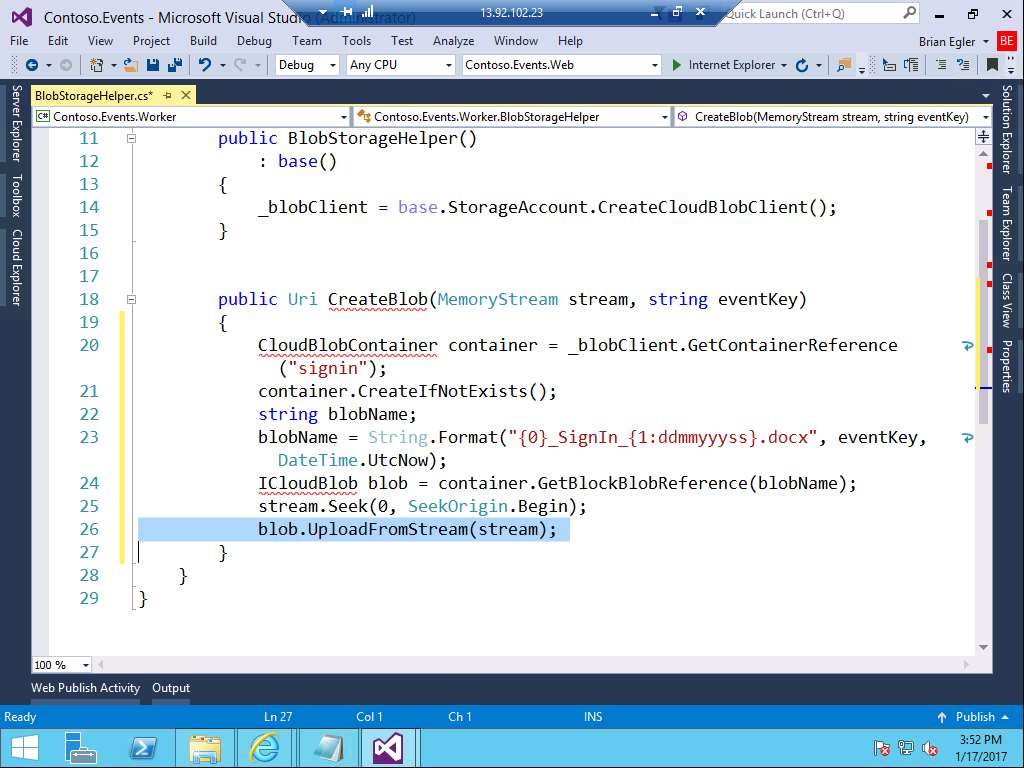 Contoso.Events - Microsoft Visual Studio (Administrator)
13.92.102.23
Quick Launch (Ctrl+Q)
File Edit View Project Build Debug Team Tools Test Analyze Window Help
Brian Egler BE
Debug Any CPU Contoso.Events.Web Internet Explorer
BlobStorageHelper.cs*
C# Contoso.Events.Worker Contoso.Events.Worker.BlobStorageHelper CreateBlob(MemoryStream stream, string eventKey)
Server Explorer
Toolbox
Cloud Explorer
11 public BlobStorageHelper()
12 : base()
13 {
14 _blobClient = base.StorageAccount.CreateCloudBlobClient();
15 }
16
17
18 public Uri CreateBlob(MemoryStream stream, string eventKey)
19 {
20 CloudBlobContainer container = _blobClient.GetContainerReference
("signin");
21 container.CreateIfNotExists();
22 string blobName;
23 blobName = String.Format("{0}_SignIn_{1:ddmmyyyss}.docx", eventKey,
DateTime.UtcNow);
24 ICloudBlob blob = container.GetBlockBlobReference(blobName);
25 stream.Seek(0, SeekOrigin.Begin);
26 blob.UploadFromStream(stream);
27 }
28 }
29 }
Solution Explorer
Team Explorer
Class View
Properties
100 %
Web Publish Activity Output
Ready Ln 27 Col 1 Ch 1 INS Publish
3:52 PM
1/17/2017